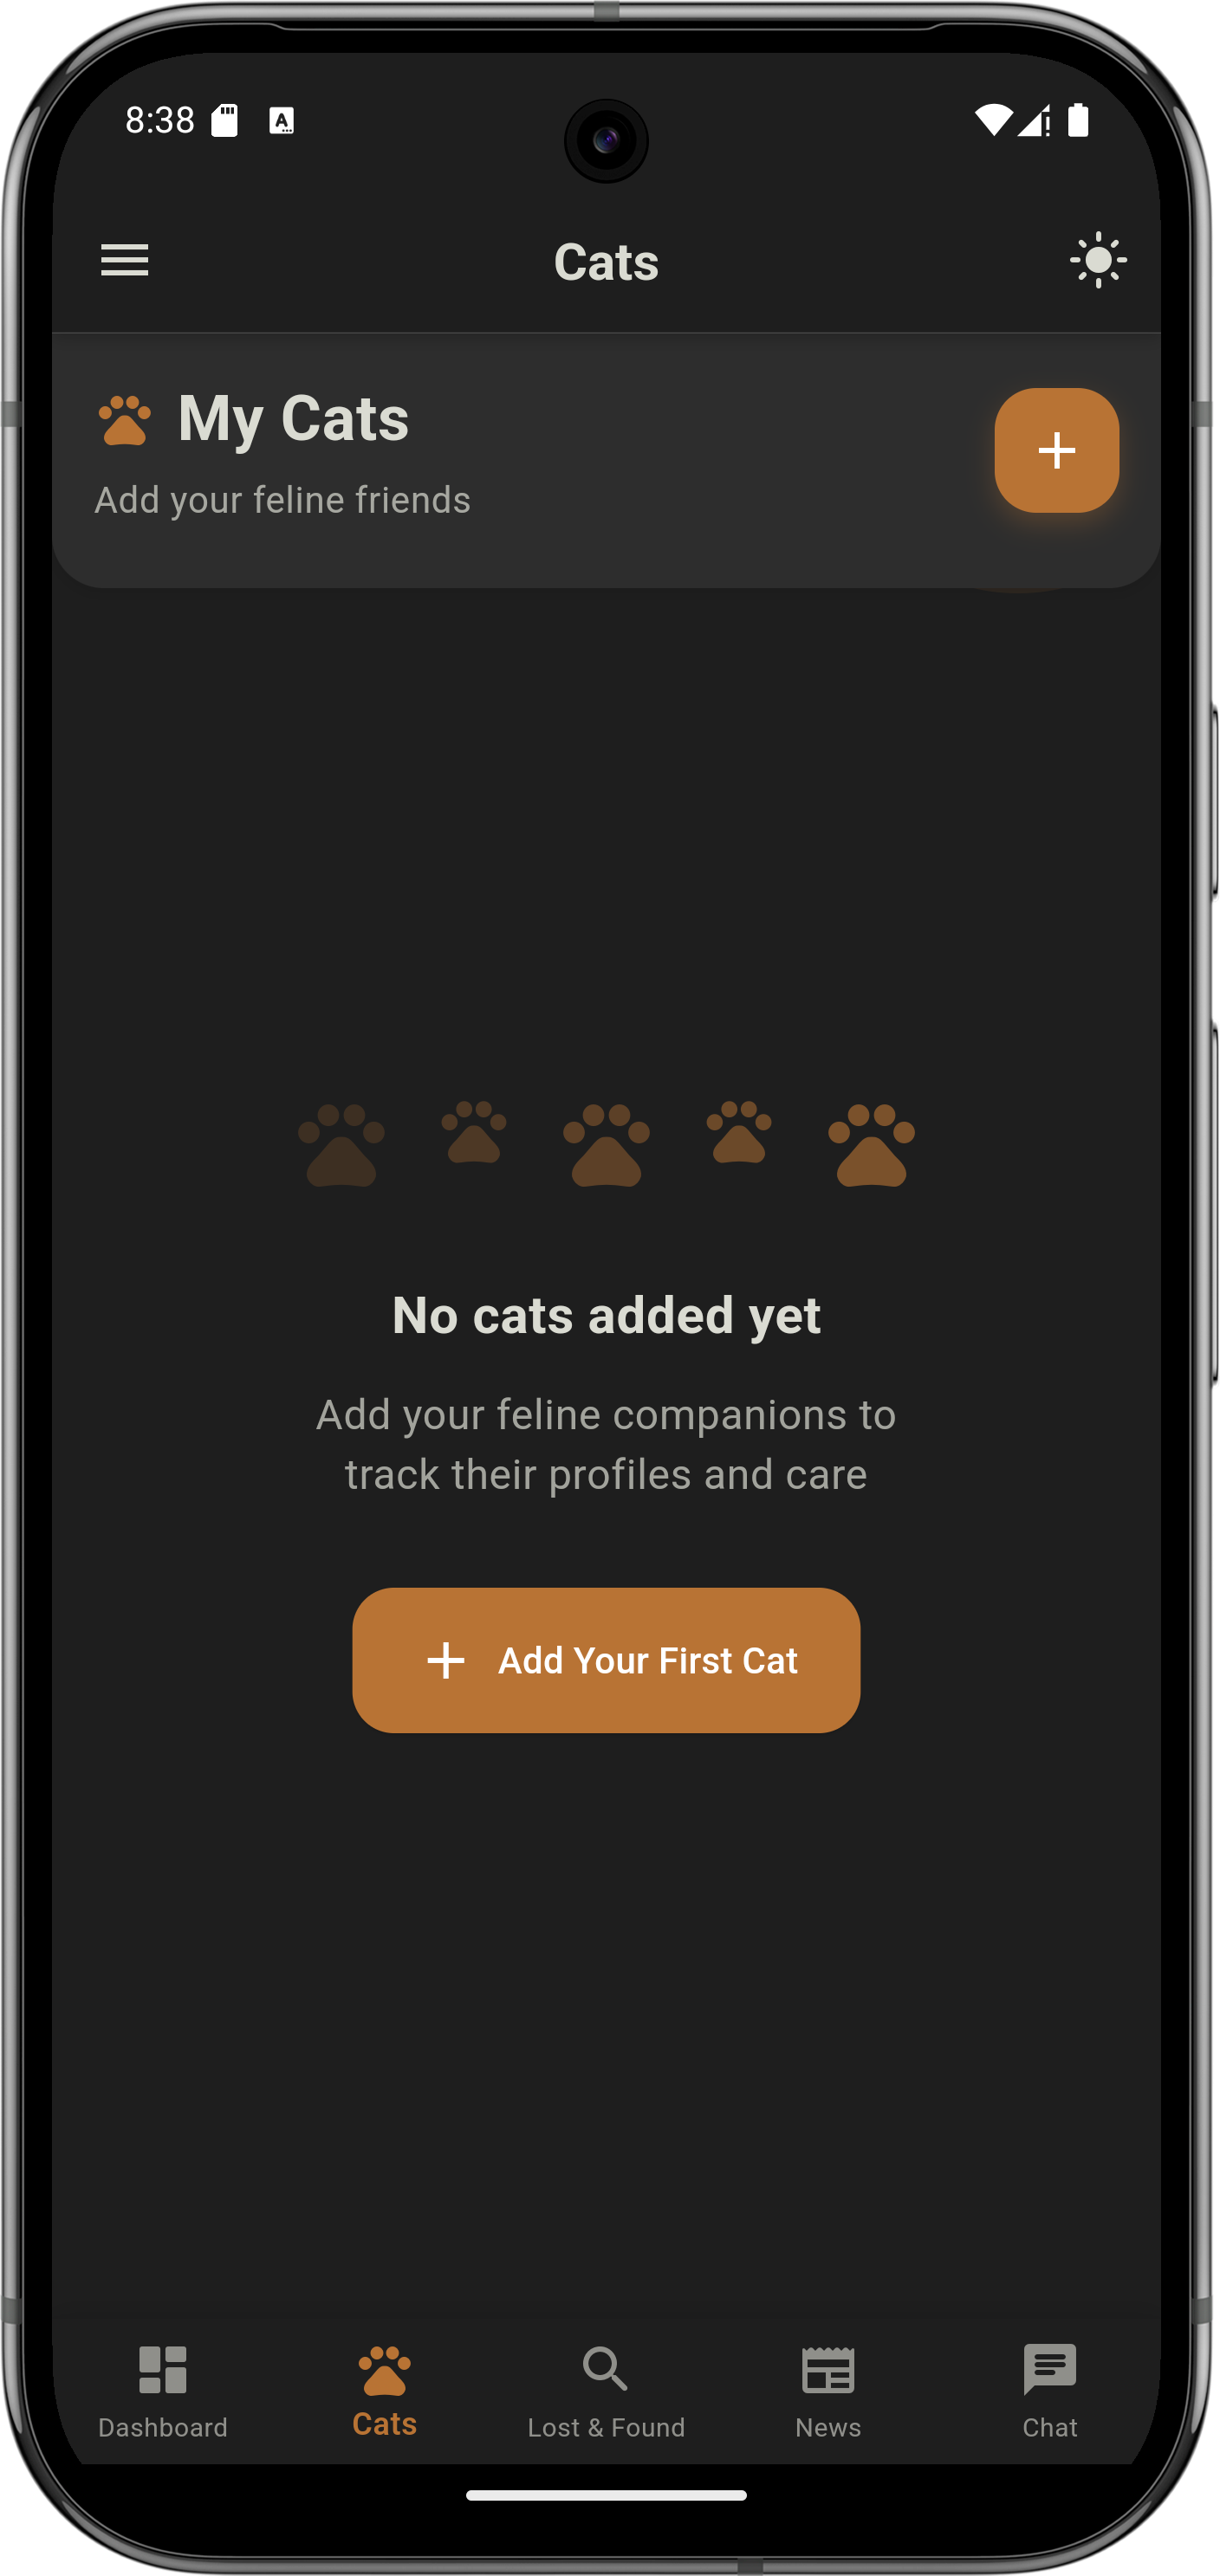 8:38
Cats
My Cats
Add your feline friends
No cats added yet
Add your feline companions to
track their profiles and care
Add Your First Cat
Dashboard
Cats
Lost & Found
News
Chat